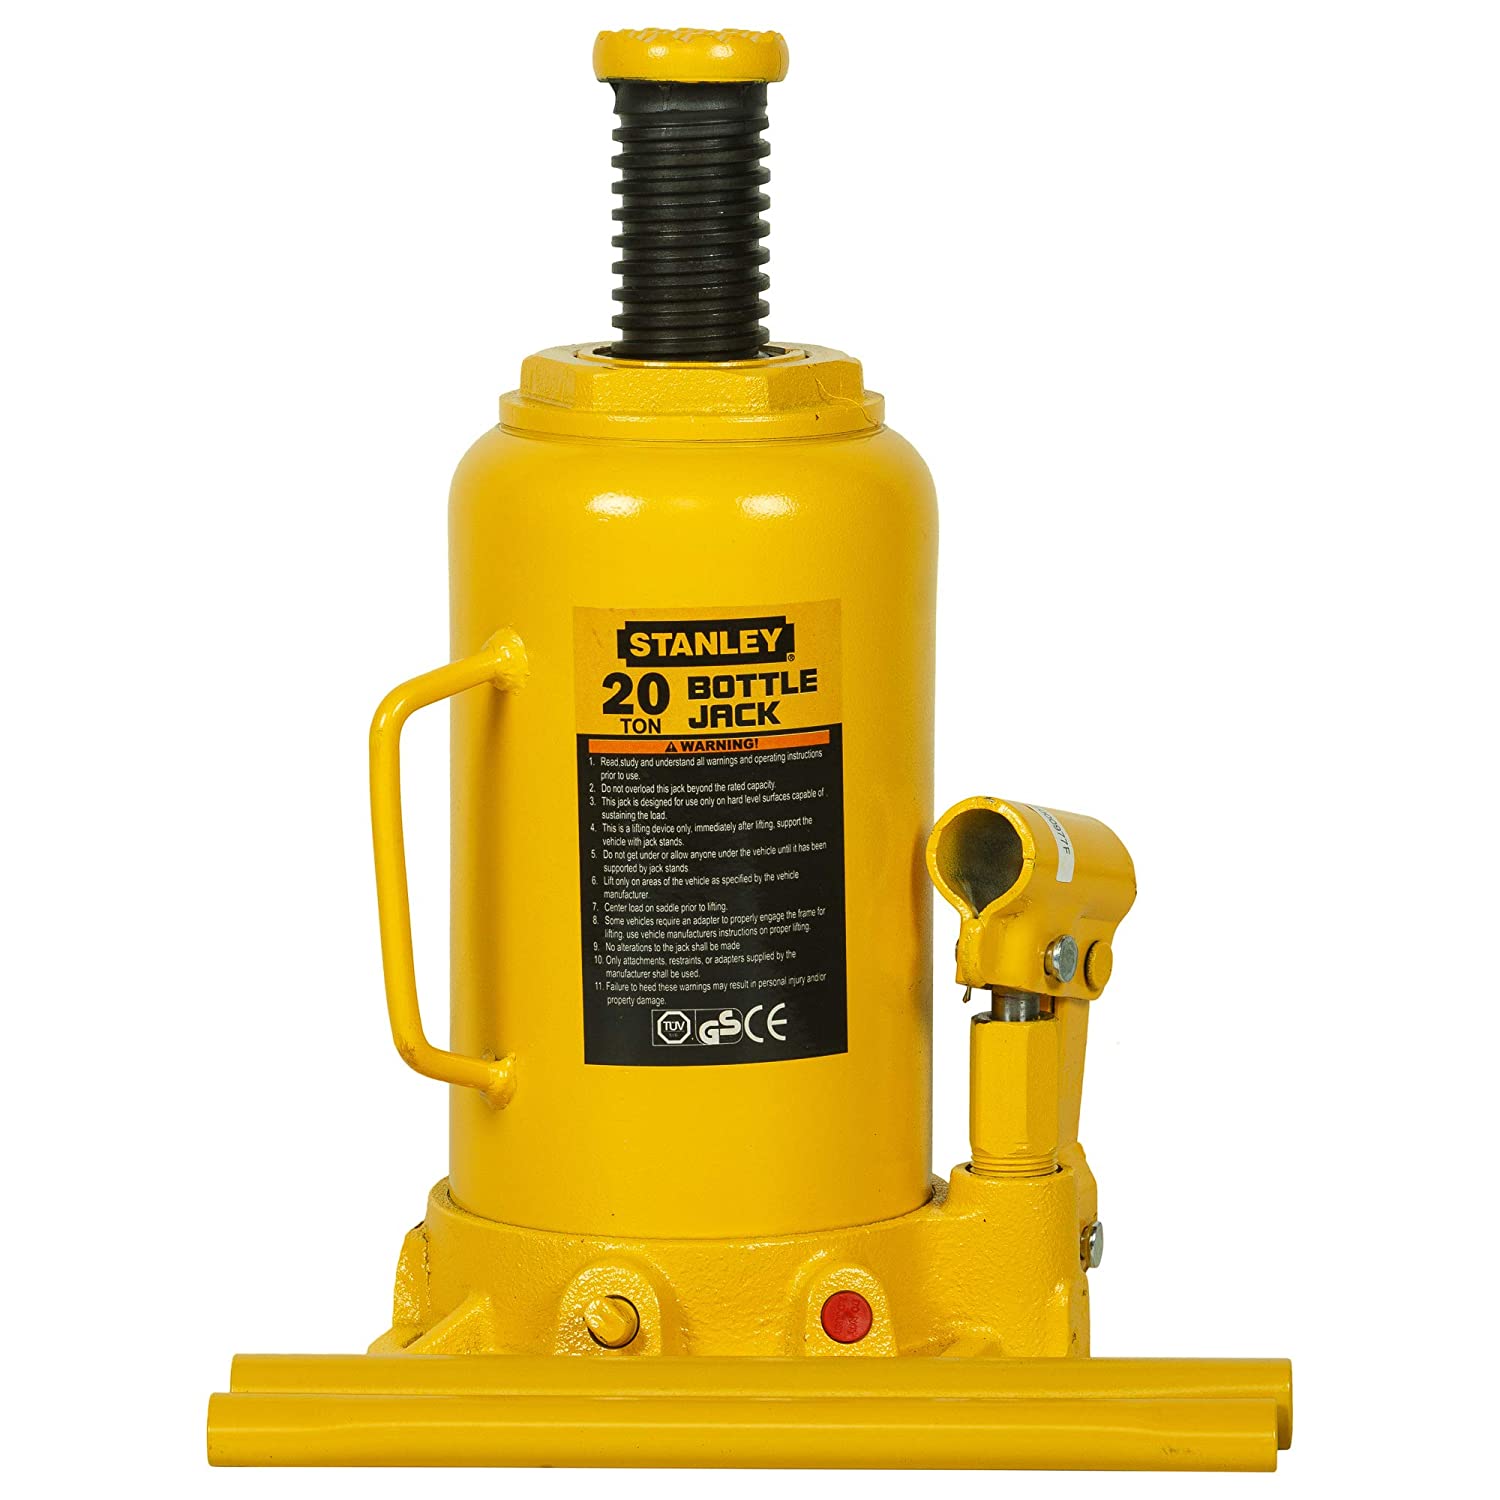 STANLEY®
20 BOTTLE
TON JACK
WARNING!
1. Read,study and understand all warnings and operating instructions
prior to use.
2. Do not overload this jack beyond the rated capacity.
3. This jack is designed for use only on hard level surfaces capable of
sustaining the load.
4. This is a lifting device only, immediately after lifting, support the
vehicle with jack stands.
5. Do not get under or allow anyone under the vehicle until it has been
supported by jack stands
6. Lift only on areas of the vehicle as specified by the vehicle
manufacturer
7. Center load on saddle prior to lifting.
8. Some vehicles require an adapter to properly engage the frame for
lifting, use vehicle manufacturers instructions on proper lifting.
9. No alterations to the jack shall be made
10. Only attachments, restraints, or adapters supplied by the
manufacturer shall be used.
11. Failure to heed these warnings may result in personal injury and/or
property damage.
TÜV GS CE